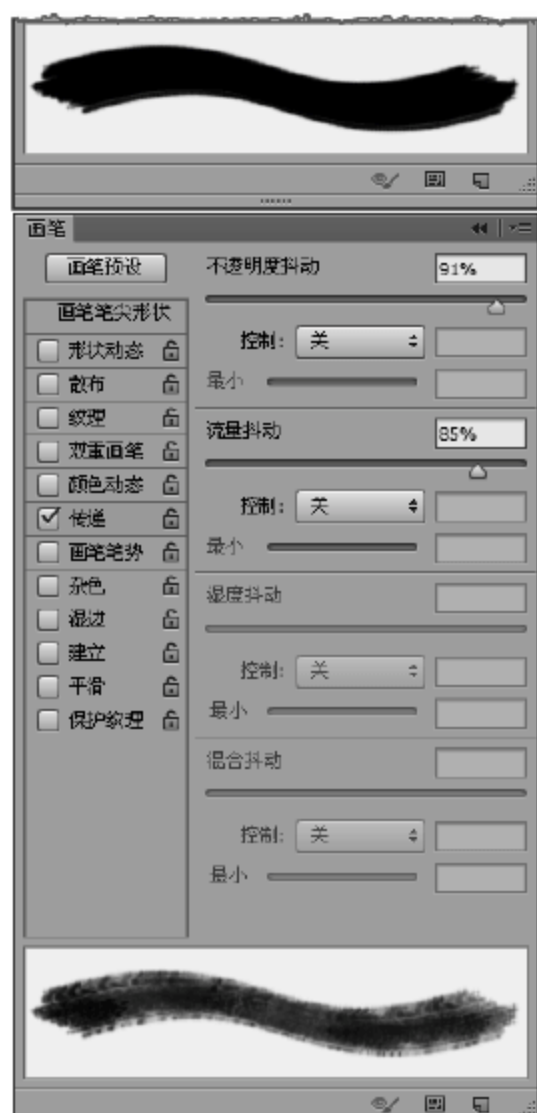 画笔
画笔预设
画笔笔尖形状
形状动态
散布
纹理
双重画笔
颜色动态
传递
画笔笔势
杂色
湿边
建立
平滑
保护纹理
不透明度抖动 91%
控制: 关
最小
流量抖动 85%
控制: 关
最小
湿度抖动
控制: 关
最小
混合抖动
控制: 关
最小